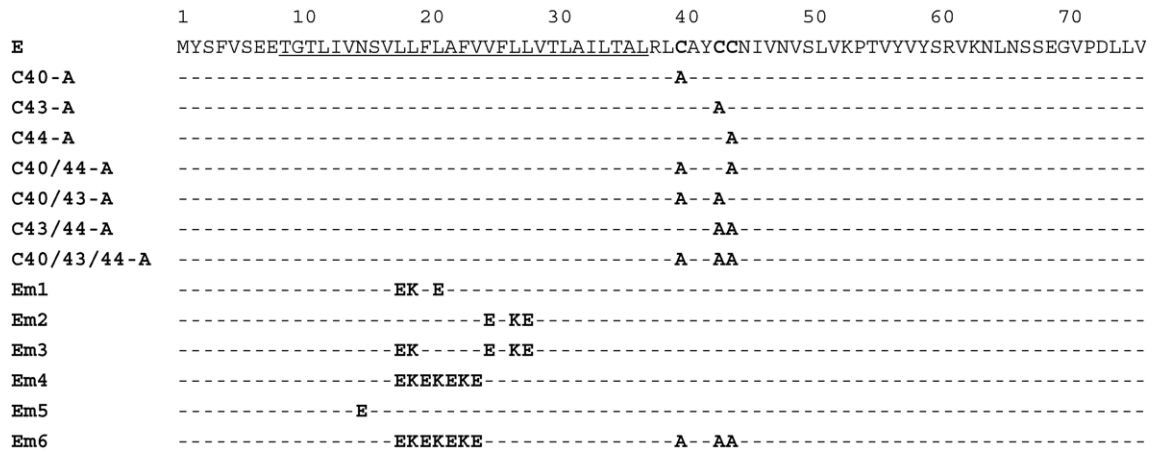 1 10 20 30 40 50 60 70
E MYSFVSEETGTLIVNSVLLFLAFVVFLLVTLAILTALRLCAYCCNIVNVSLVKPTVYVYSRVKNLNSSEGVPDLLV
C40-A ---------------------------------------A------------------------------------
C43-A ------------------------------------------A---------------------------------
C44-A -------------------------------------------A--------------------------------
C40/44-A ---------------------------------------A---A--------------------------------
C40/43-A ---------------------------------------A--A---------------------------------
C43/44-A ------------------------------------------AA--------------------------------
C40/43/44-A ---------------------------------------A--AA--------------------------------
Em1 -----------------EK-E-------------------------------------------------------
Em2 ------------------------E-KE------------------------------------------------
Em3 -----------------EK-----E-KE------------------------------------------------
Em4 -----------------EKEKEKE----------------------------------------------------
Em5 --------------E-------------------------------------------------------------
Em6 -----------------EKEKEKE---------------A--AA--------------------------------